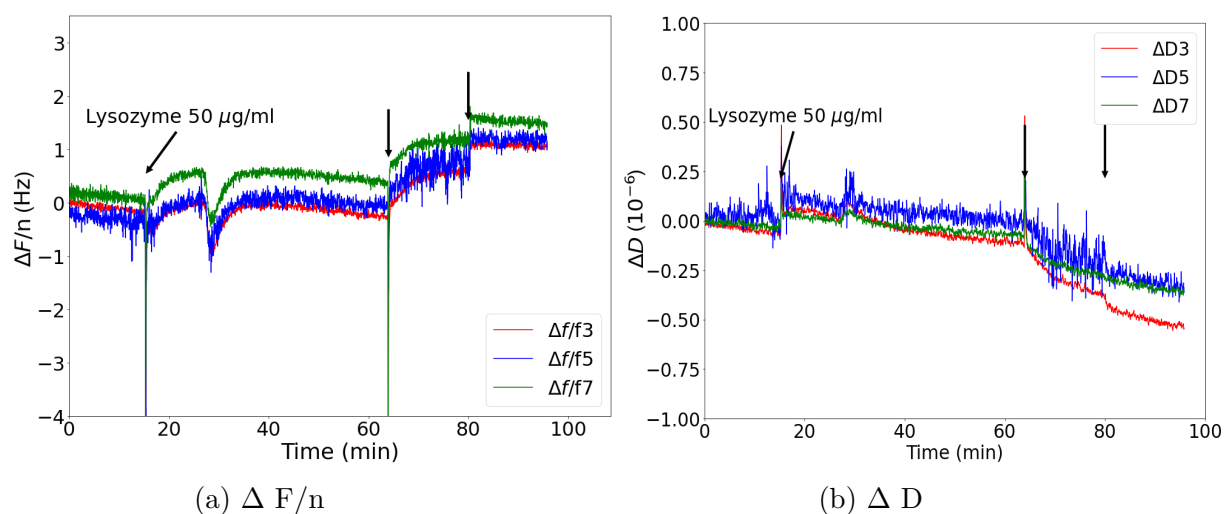 3
2
1
0
−1
−2
−3
−4
ΔF/n (Hz)
Lysozyme 50 μg/ml
Δf/f3
Δf/f5
Δf/f7
0 20 40 60 80 100
Time (min)
(a) Δ F/n
1.00
0.75
0.50
0.25
0.00
−0.25
−0.50
−0.75
−1.00
ΔD (10⁻⁶)
Lysozyme 50 μg/ml
ΔD3
ΔD5
ΔD7
0 20 40 60 80 100
Time (min)
(b) Δ D